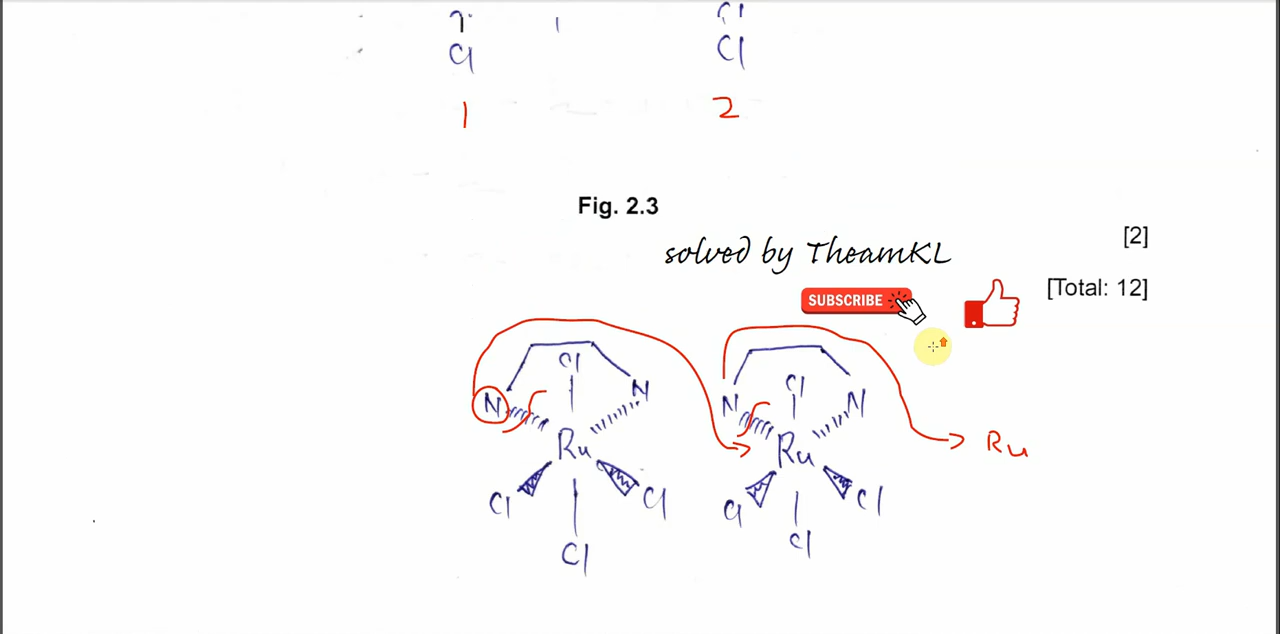 Cl Cl
1 2
Fig. 2.3
[2]
solved by TheamKL
[Total: 12]
SUBSCRIBE
Cl Cl
N N N N
Ru Ru Ru
Cl Cl Cl Cl
Cl Cl